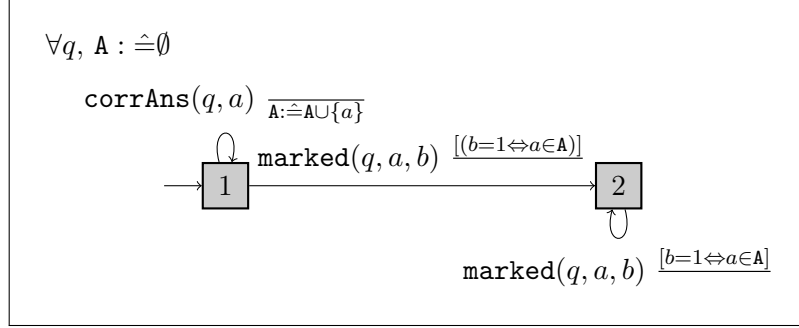 ∀q, A :≙ ∅
corrAns(q, a) A:≙A∪{a}
marked(q, a, b) [(b=1⇔a∈A)]
1 2
marked(q, a, b) [b=1⇔a∈A]